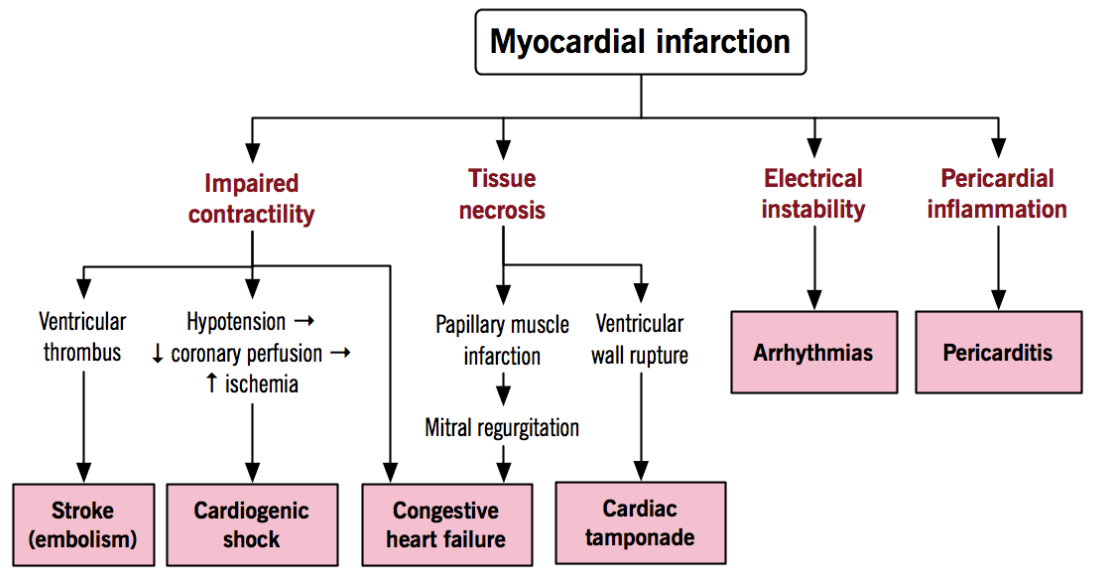 Myocardial infarction
Impaired
contractility
Tissue
necrosis
Electrical
instability
Pericardial
inflammation
Ventricular
thrombus
Hypotension →
↓ coronary perfusion →
↑ ischemia
Papillary muscle
infarction
Ventricular
wall rupture
Arrhythmias
Pericarditis
Mitral regurgitation
Stroke
(embolism)
Cardiogenic
shock
Congestive
heart failure
Cardiac
tamponade